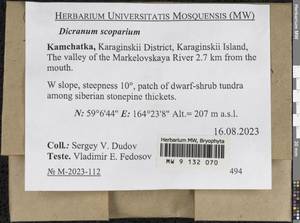 HERBARIUM UNIVERSITATIS MOSQUENSIS (MW)
Dicranum scoparium
Kamchatka, Karaginskii District, Karaginskii Island,
The valley of the Markelovskaya River 2.7 km from the
mouth.
W slope, steepness 10°, patch of dwarf-shrub tundra
among siberian stonepine thickets.
N: 59°6'44" E: 164°23'8" Alt.= 207 m a.s.l.
16.08.2023
Herbarium MW, Bryophyta
MW 9 132 070
Coll.: Sergey V. Dudov
Teste. Vladimir E. Fedosov
№ M-2023-112
494